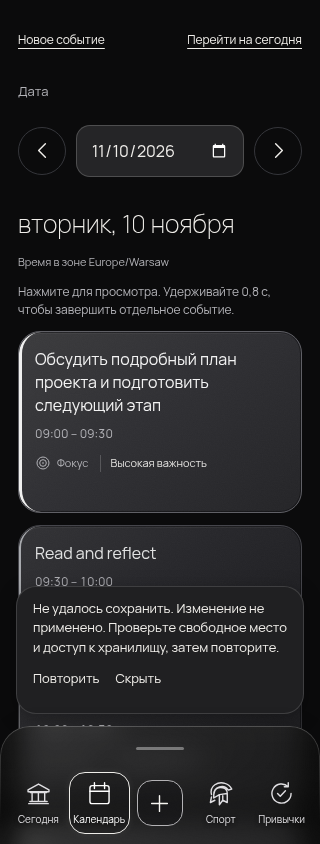 Новое событие
Перейти на сегодня
Дата
11/10/2026
вторник, 10 ноября
Время в зоне Europe/Warsaw
Нажмите для просмотра. Удерживайте 0,8 с,
чтобы завершить отдельное событие.
Обсудить подробный план
проекта и подготовить
следующий этап
09:00 – 09:30
Фокус
Высокая важность
Read and reflect
09:30 – 10:00
Не удалось сохранить. Изменение не
применено. Проверьте свободное место
и доступ к хранилищу, затем повторите.
Повторить
Скрыть
Сегодня
Календарь
Спорт
Привычки